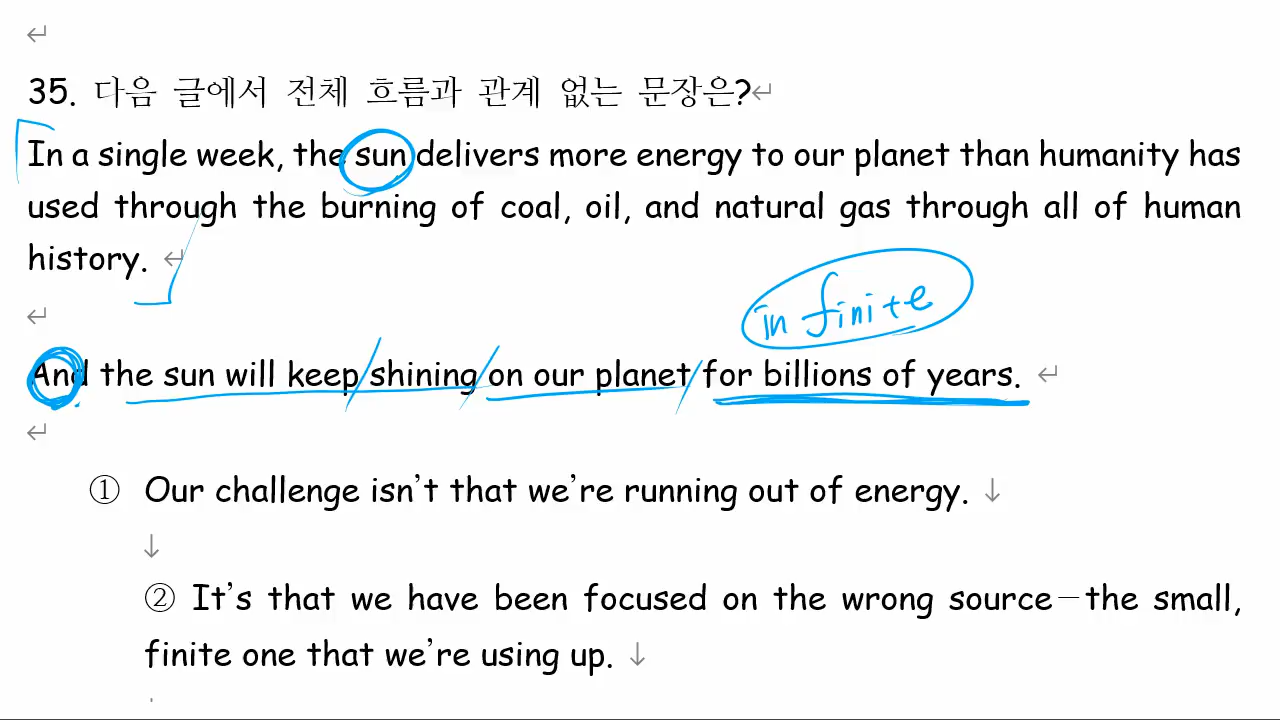 35. 다음 글에서 전체 흐름과 관계 없는 문장은?
In a single week, the sun delivers more energy to our planet than humanity has
used through the burning of coal, oil, and natural gas through all of human
history.
in finite
And the sun will keep shining on our planet for billions of years.
① Our challenge isn't that we're running out of energy.
② It's that we have been focused on the wrong source—the small,
finite one that we're using up.